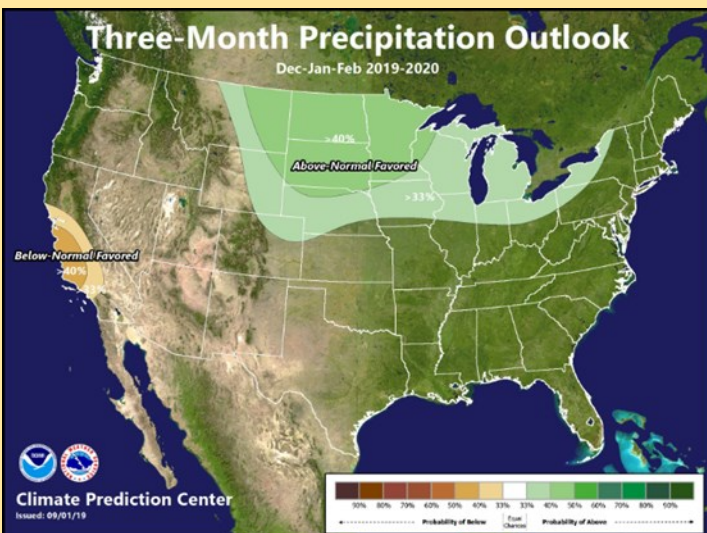 Three-Month Precipitation Outlook
Dec-Jan-Feb 2019-2020
>40%
Above-Normal Favored
>33%
Below-Normal Favored
>40%
>33%
Climate Prediction Center
Issued: 09/01/19
90% 80% 70% 60% 50% 40% 33% 33% 40% 50% 60% 70% 80% 90%
Probability of Below Equal Chances Probability of Above